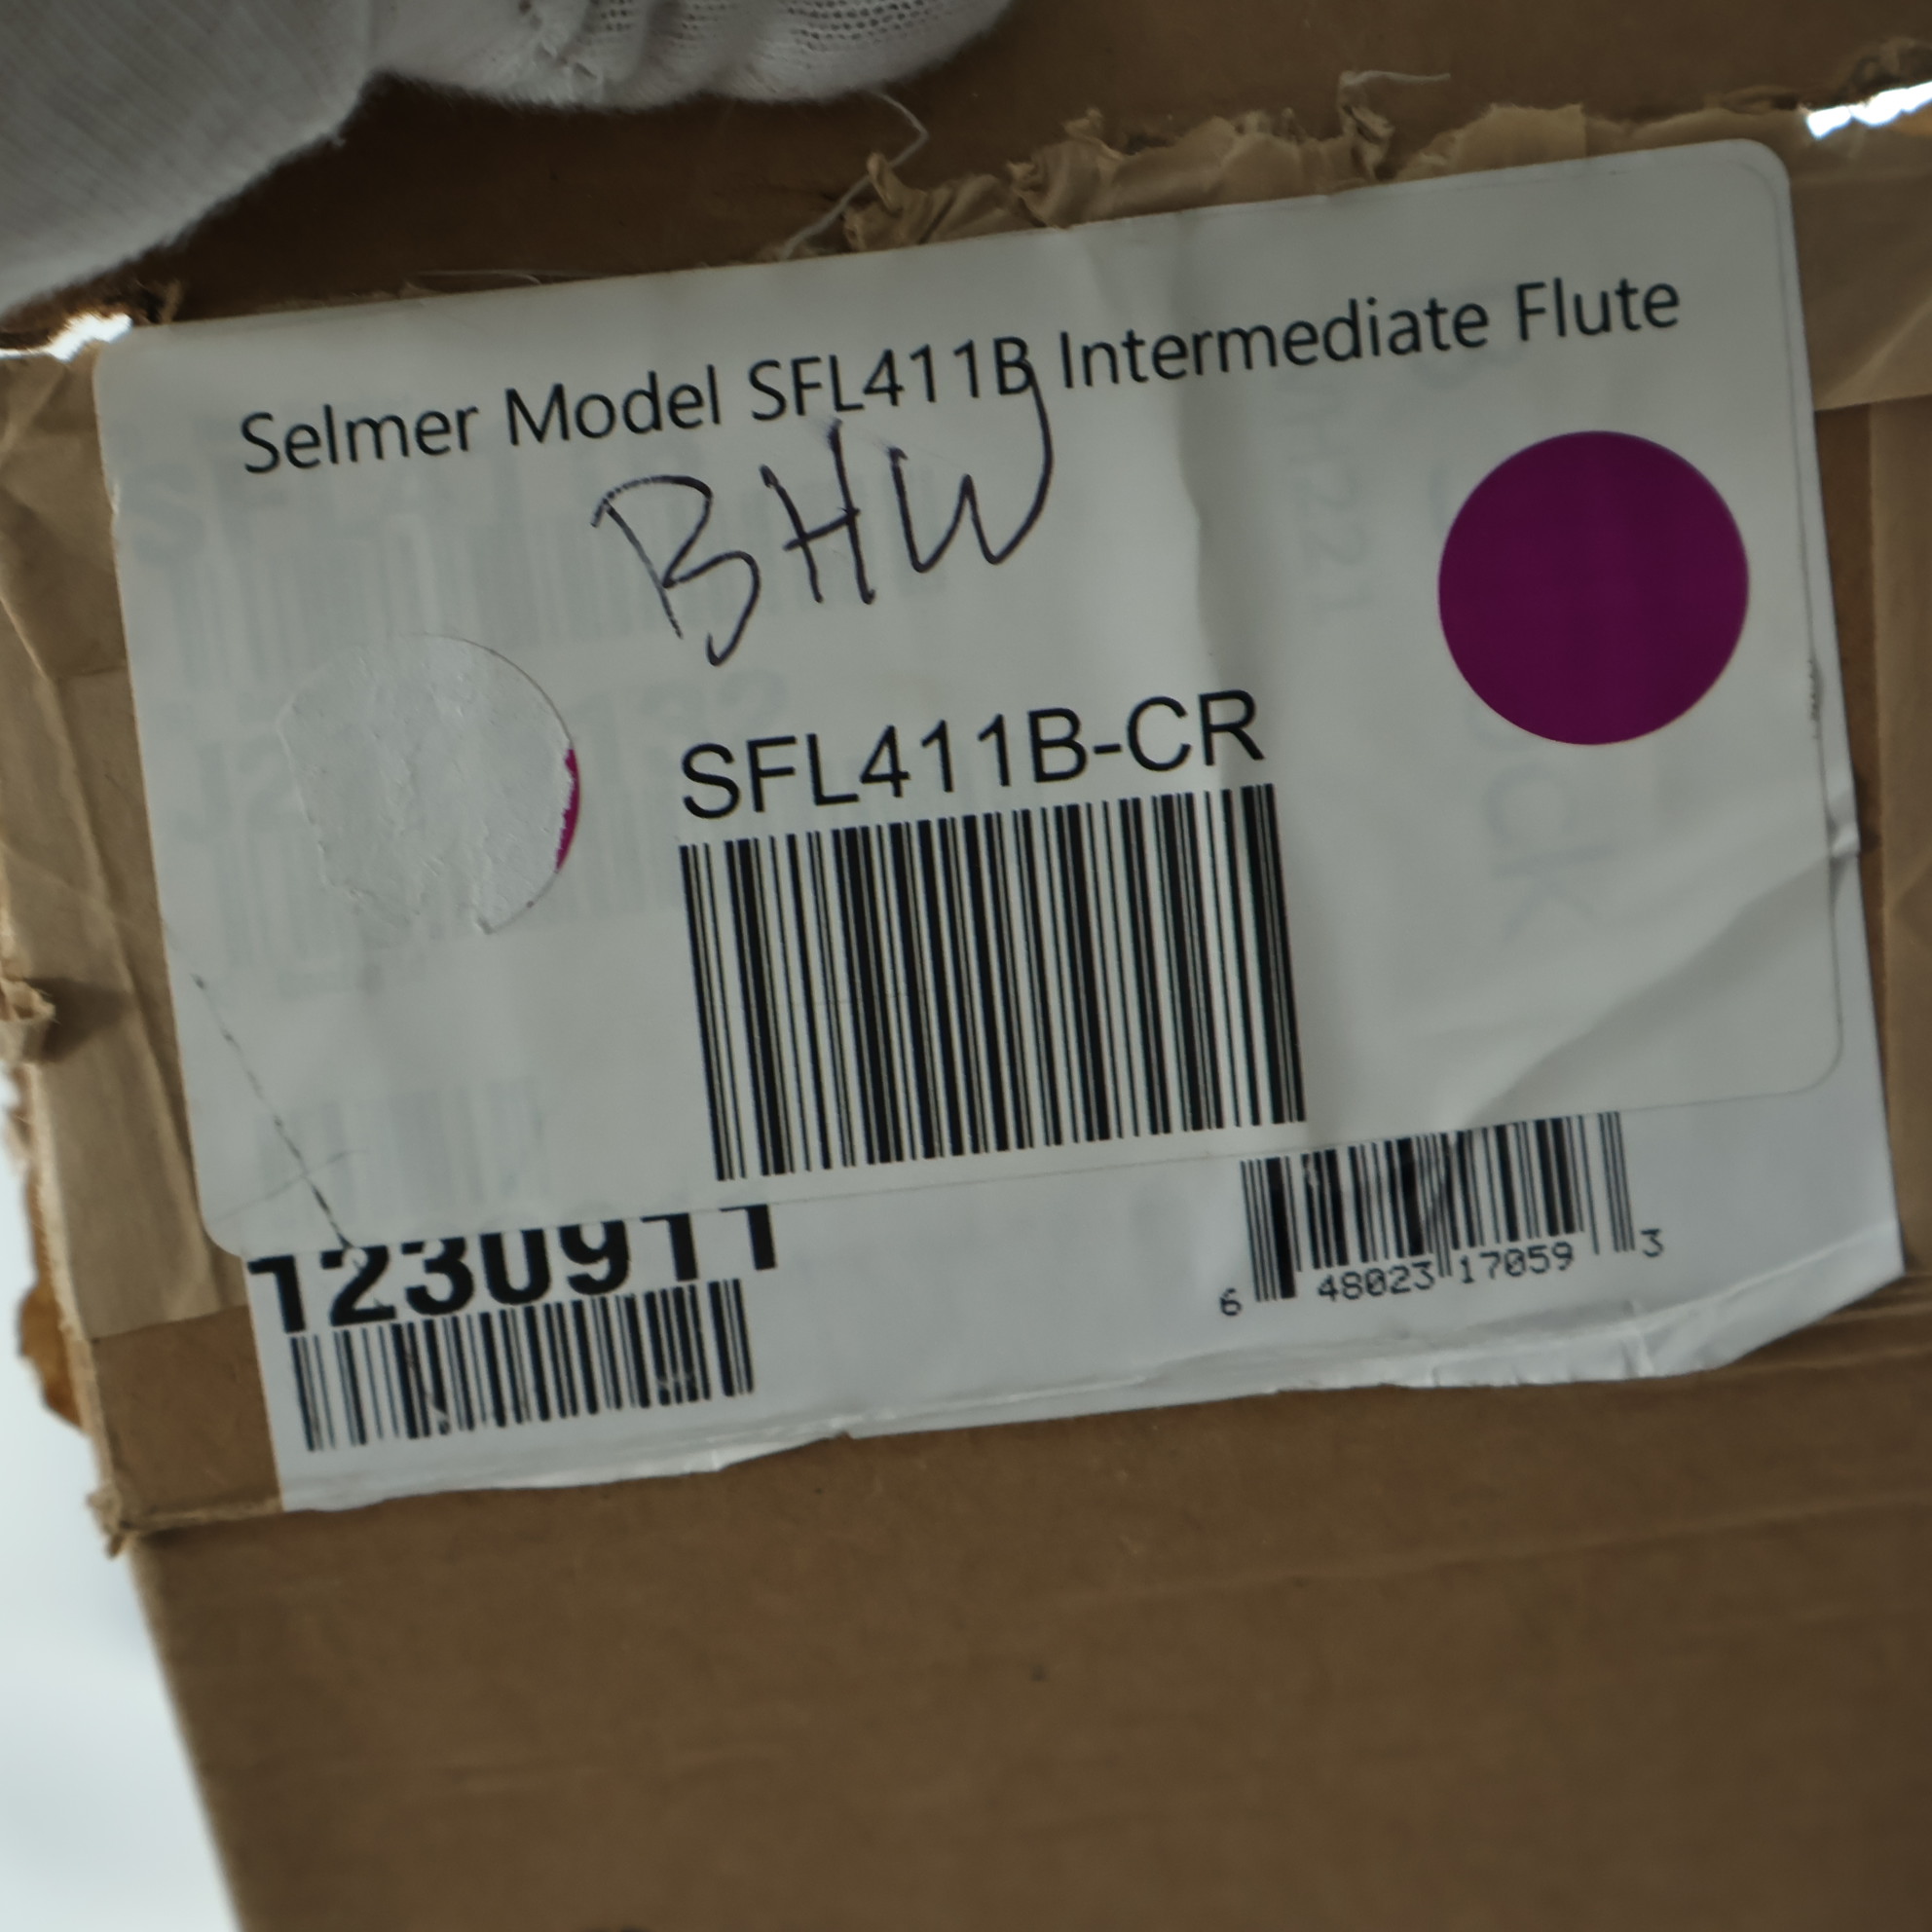 Selmer Model SFL411B Intermediate Flute
BHW
SFL411B-CR
1230911
6 48023 17059 3